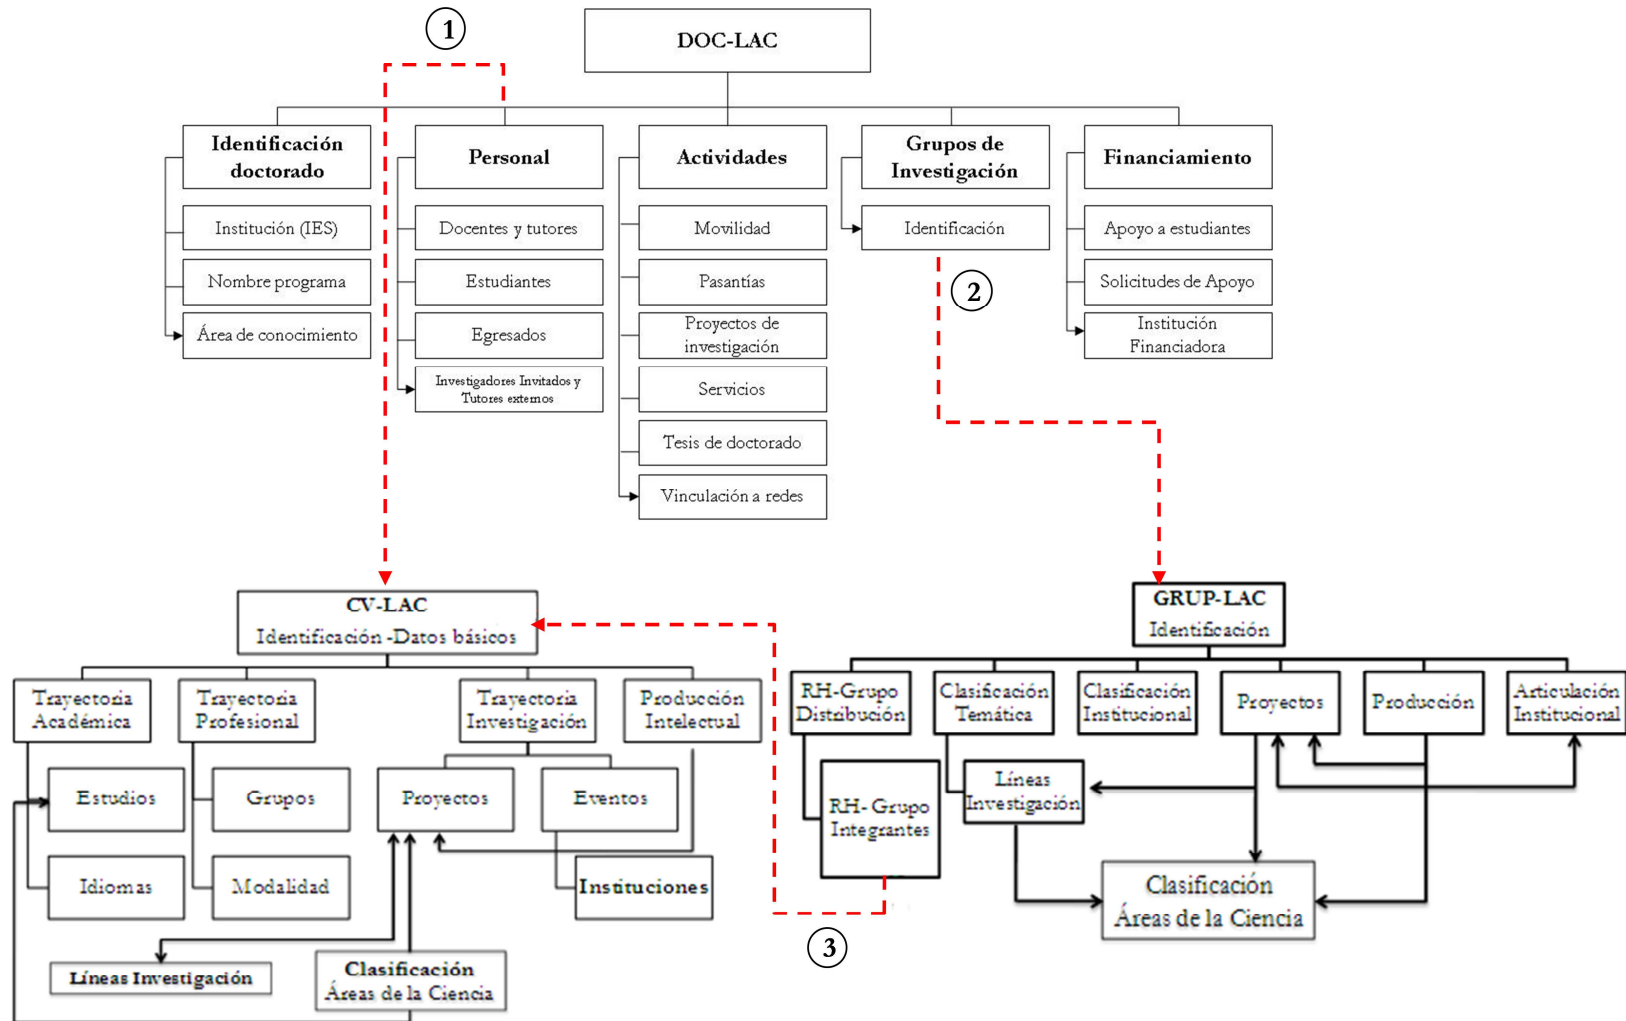 1
DOC-LAC
Identificación
doctorado
Institución (IES)
Nombre programa
Área de conocimiento
Personal
Docentes y tutores
Estudiantes
Egresados
Investigadores Invitados y
Tutores externos
Actividades
Movilidad
Pasantías
Proyectos de
investigación
Servicios
Tesis de doctorado
Vinculación a redes
Grupos de
Investigación
Identificación
2
Financiamiento
Apoyo a estudiantes
Solicitudes de Apoyo
Institución
Financiadora
CV-LAC
Identificación -Datos básicos
Trayectoria
Académica
Estudios
Idiomas
Trayectoria
Profesional
Grupos
Modalidad
Trayectoria
Investigación
Proyectos
Eventos
Instituciones
Producción
Intelectual
Líneas Investigación
Clasificación
Áreas de la Ciencia
3
GRUP-LAC
Identificación
RH-Grupo
Distribución
RH- Grupo
Integrantes
Clasificación
Temática
Líneas
Investigación
Clasificación
Institucional
Proyectos
Producción
Articulación
Institucional
Clasificación
Áreas de la Ciencia